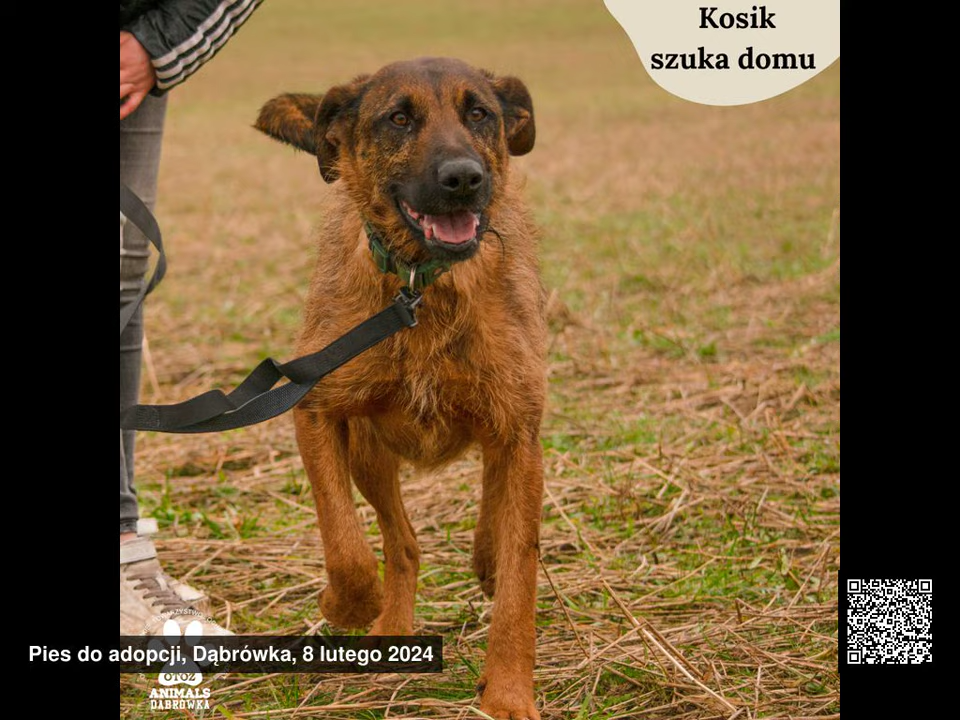 Kosik
szuka domu
Pies do adopcji, Dąbrówka, 8 lutego 2024
OTOZ
ANIMALS
DĄBRÓWKA